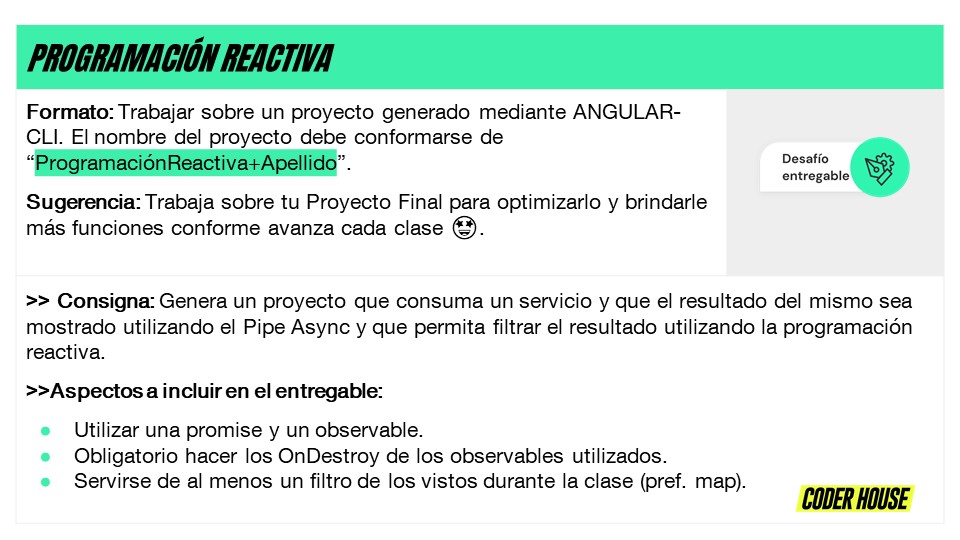 PROGRAMACIÓN REACTIVA
Formato: Trabajar sobre un proyecto generado mediante ANGULAR-
CLI. El nombre del proyecto debe conformarse de
“ProgramaciónReactiva+Apellido”.
Sugerencia: Trabaja sobre tu Proyecto Final para optimizarlo y brindarle
más funciones conforme avanza cada clase 🤩.
Desafío
entregable
>> Consigna: Genera un proyecto que consuma un servicio y que el resultado del mismo sea
mostrado utilizando el Pipe Async y que permita filtrar el resultado utilizando la programación
reactiva.
>>Aspectos a incluir en el entregable:
● Utilizar una promise y un observable.
● Obligatorio hacer los OnDestroy de los observables utilizados.
● Servirse de al menos un filtro de los vistos durante la clase (pref. map).
CODER HOUSE